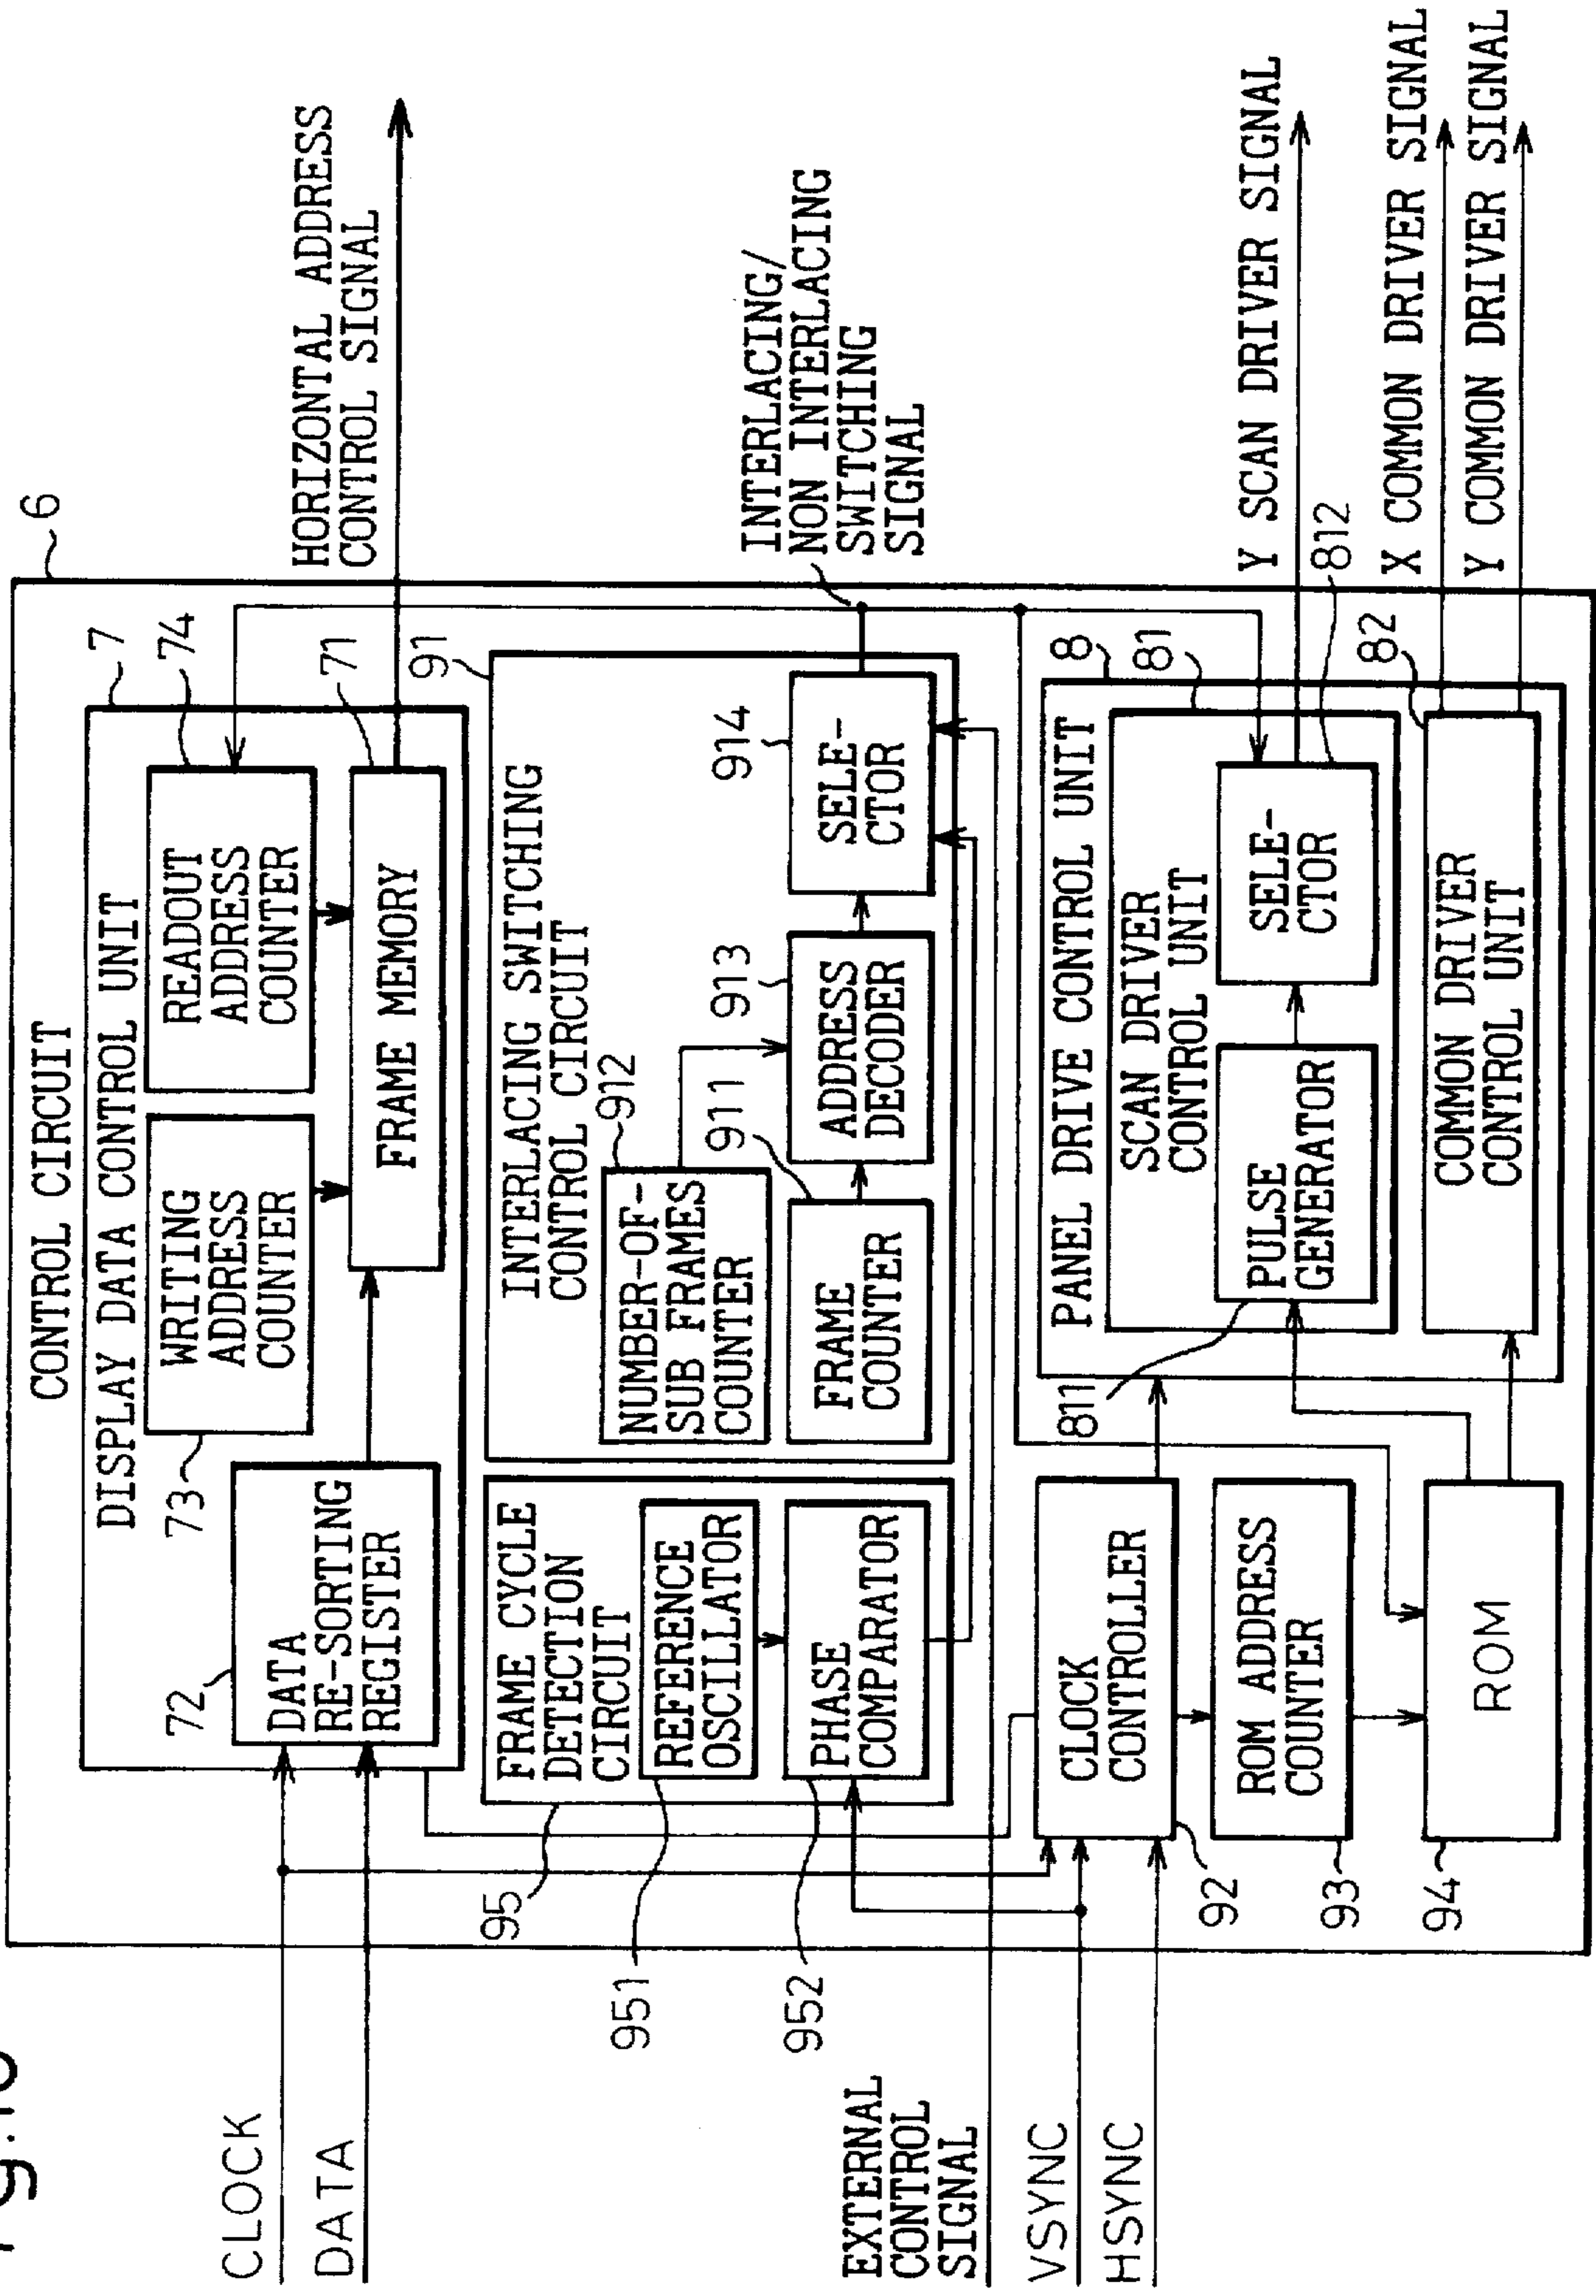 CONTROL CIRCUIT
6
DISPLAY DATA CONTROL UNIT
7
72
DATA
RE-SORTING
REGISTER
73
WRITING
ADDRESS
COUNTER
READOUT
ADDRESS
COUNTER
74
FRAME MEMORY
71
HORIZONTAL ADDRESS
CONTROL SIGNAL
CLOCK
DATA
FRAME CYCLE
DETECTION
CIRCUIT
REFERENCE
OSCILLATOR
PHASE
COMPARATOR
95
951
952
INTERLACING SWITCHING
CONTROL CIRCUIT
91
912
NUMBER-OF-
SUB FRAMES
COUNTER
911
FRAME
COUNTER
913
ADDRESS
DECODER
914
SELE-
CTOR
INTERLACING/
NON INTERLACING
SWITCHING
SIGNAL
EXTERNAL
CONTROL
SIGNAL
VSYNC
HSYNC
CLOCK
CONTROLLER
92
ROM ADDRESS
COUNTER
93
ROM
94
PANEL DRIVE CONTROL UNIT
8
SCAN DRIVER
CONTROL UNIT
81
PULSE
GENERATOR
811
SELE-
CTOR
812
COMMON DRIVER
CONTROL UNIT
82
Y SCAN DRIVER SIGNAL
X COMMON DRIVER SIGNAL
Y COMMON DRIVER SIGNAL